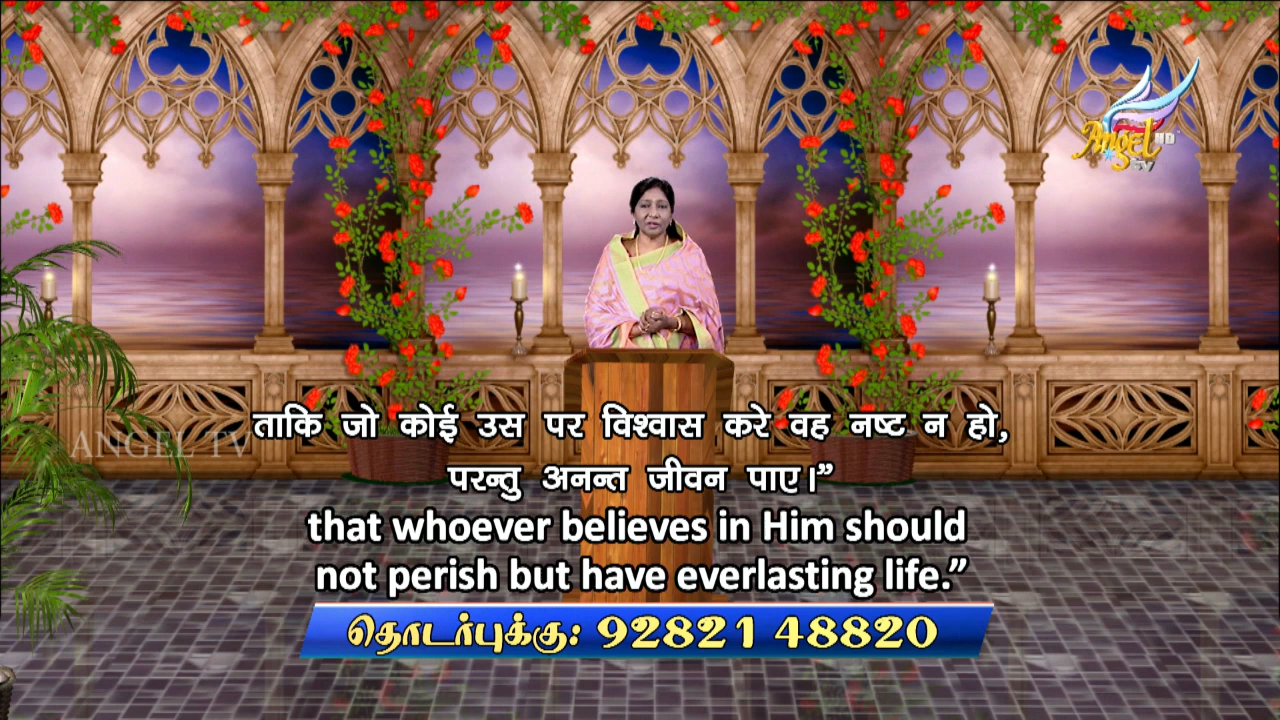 Angel HD
TV
ANGEL TV
ताकि जो कोई उस पर विश्वास करे वह नष्ट न हो,
परन्तु अनन्त जीवन पाए।”
that whoever believes in Him should
not perish but have everlasting life.”
தொடர்புக்கு: 92821 48820